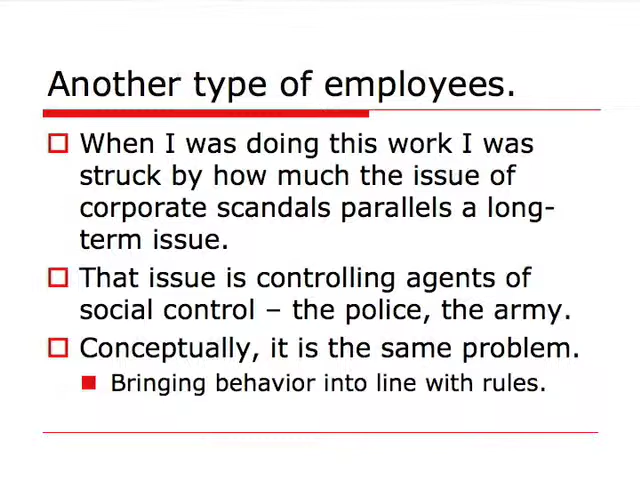 Another type of employees.
When I was doing this work I was
struck by how much the issue of
corporate scandals parallels a long-
term issue.
That issue is controlling agents of
social control – the police, the army.
Conceptually, it is the same problem.
Bringing behavior into line with rules.